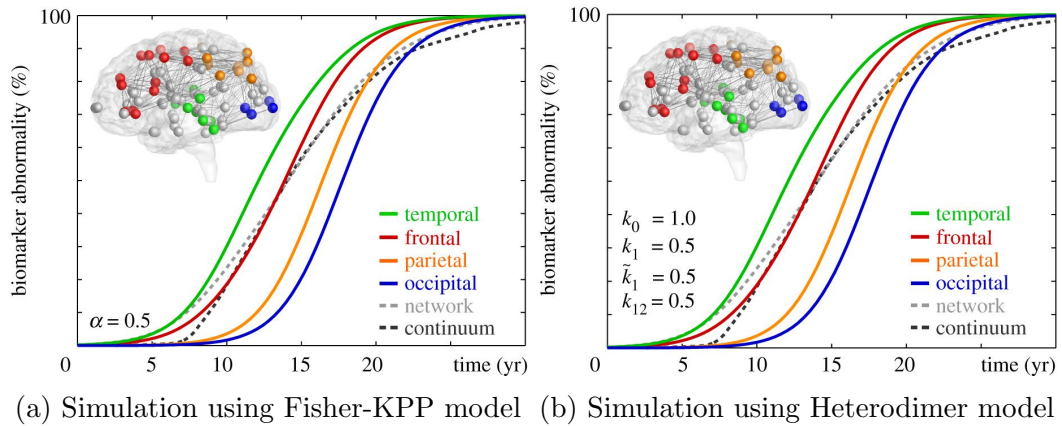 100
biomarker abnormality (%)
temporal
frontal
parietal
occipital
network
continuum
α = 0.5
0 5 10 15 20 time (yr)
(a) Simulation using Fisher-KPP model
100
biomarker abnormality (%)
k₀ = 1.0
k₁ = 0.5
k̃₁ = 0.5
k₁₂ = 0.5
temporal
frontal
parietal
occipital
network
continuum
0 5 10 15 20 time (yr)
(b) Simulation using Heterodimer model